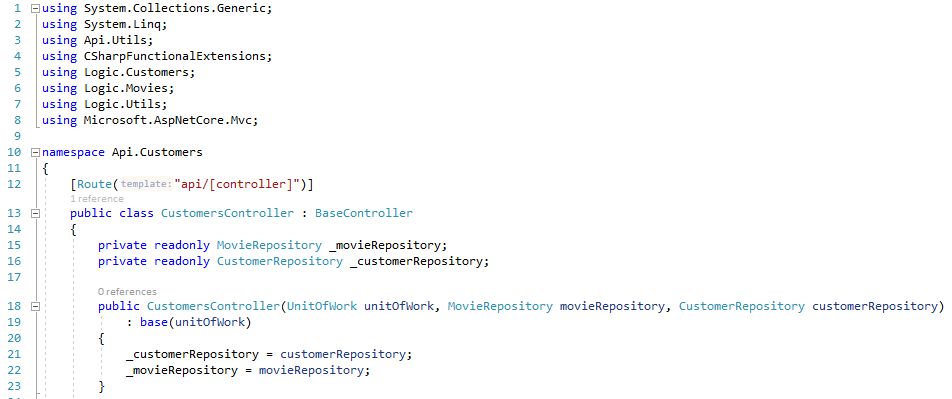 1 using System.Collections.Generic;
2 using System.Linq;
3 using Api.Utils;
4 using CSharpFunctionalExtensions;
5 using Logic.Customers;
6 using Logic.Movies;
7 using Logic.Utils;
8 using Microsoft.AspNetCore.Mvc;
9
10 namespace Api.Customers
11 {
12 [Route(template:"api/[controller]")]
1 reference
13 public class CustomersController : BaseController
14 {
15 private readonly MovieRepository _movieRepository;
16 private readonly CustomerRepository _customerRepository;
17
0 references
18 public CustomersController(UnitOfWork unitOfWork, MovieRepository movieRepository, CustomerRepository customerRepository)
19 : base(unitOfWork)
20 {
21 _customerRepository = customerRepository;
22 _movieRepository = movieRepository;
23 }